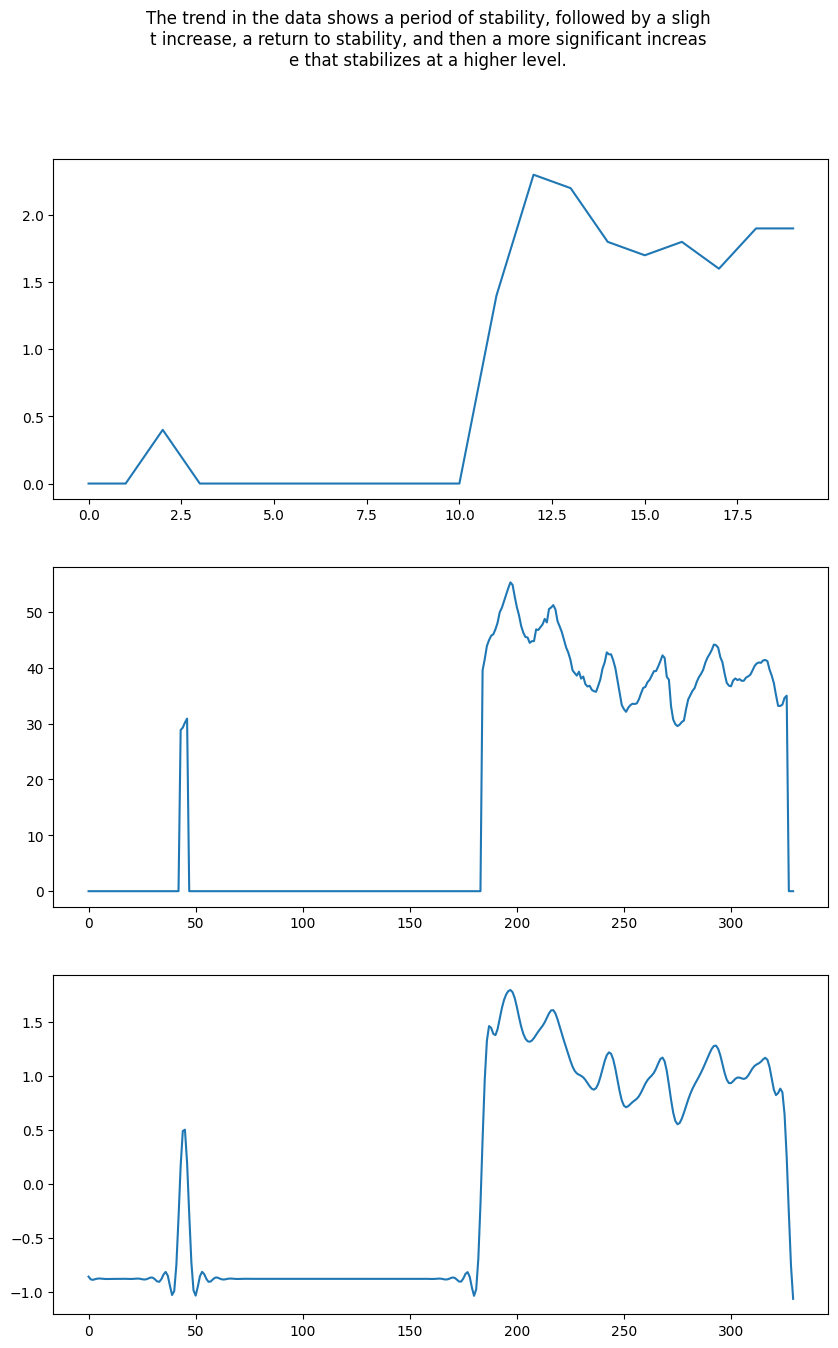 The trend in the data shows a period of stability, followed by a sligh
t increase, a return to stability, and then a more significant increas
e that stabilizes at a higher level.
2.0
1.5
1.0
0.5
0.0
0.0 2.5 5.0 7.5 10.0 12.5 15.0 17.5
50
40
30
20
10
0
0 50 100 150 200 250 300
1.5
1.0
0.5
0.0
−0.5
−1.0
0 50 100 150 200 250 300